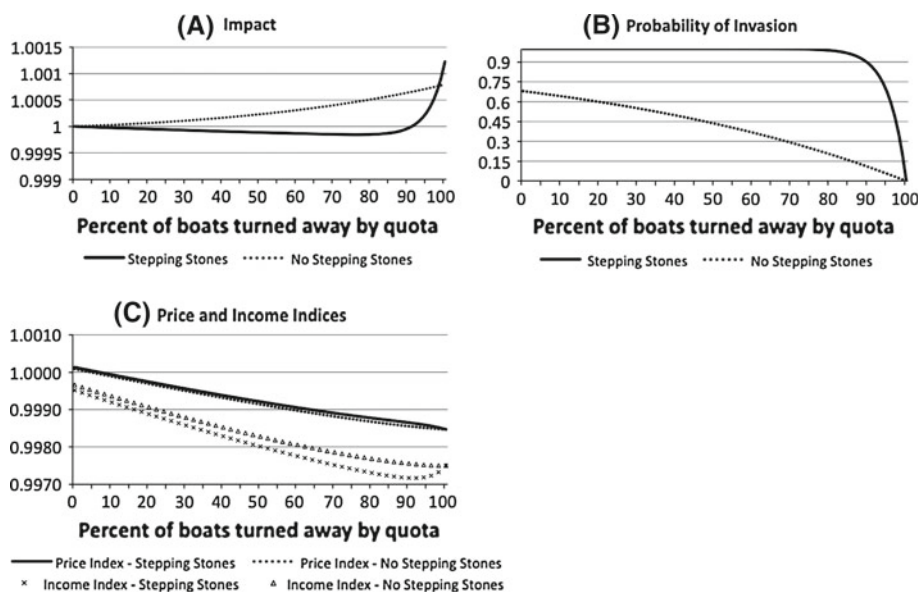 (A) Impact
1.0015
1.001
1.0005
1
0.9995
0.999
0 10 20 30 40 50 60 70 80 90 100
Percent of boats turned away by quota
Stepping Stones No Stepping Stones
(B) Probability of Invasion
0.9
0.75
0.6
0.45
0.3
0.15
0
0 10 20 30 40 50 60 70 80 90 100
Percent of boats turned away by quota
Stepping Stones No Stepping Stones
(C) Price and Income Indices
1.0010
1.0000
0.9990
0.9980
0.9970
0 10 20 30 40 50 60 70 80 90 100
Percent of boats turned away by quota
Price Index - Stepping Stones Price Index - No Stepping Stones
Income Index - Stepping Stones Income Index - No Stepping Stones